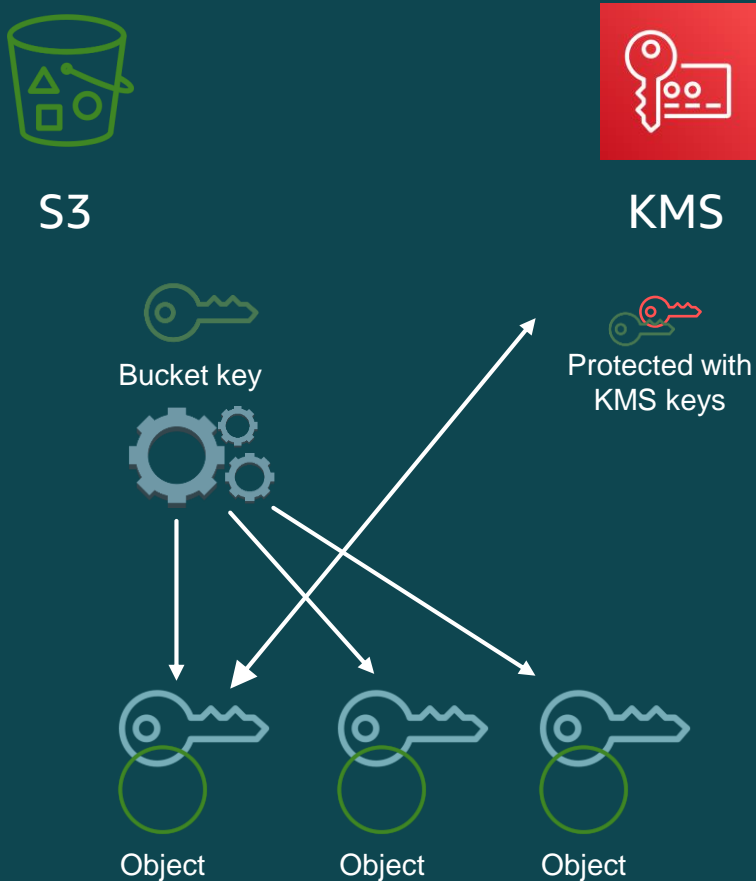 S3
KMS
Bucket key
Protected with
KMS keys
Object
Object
Object